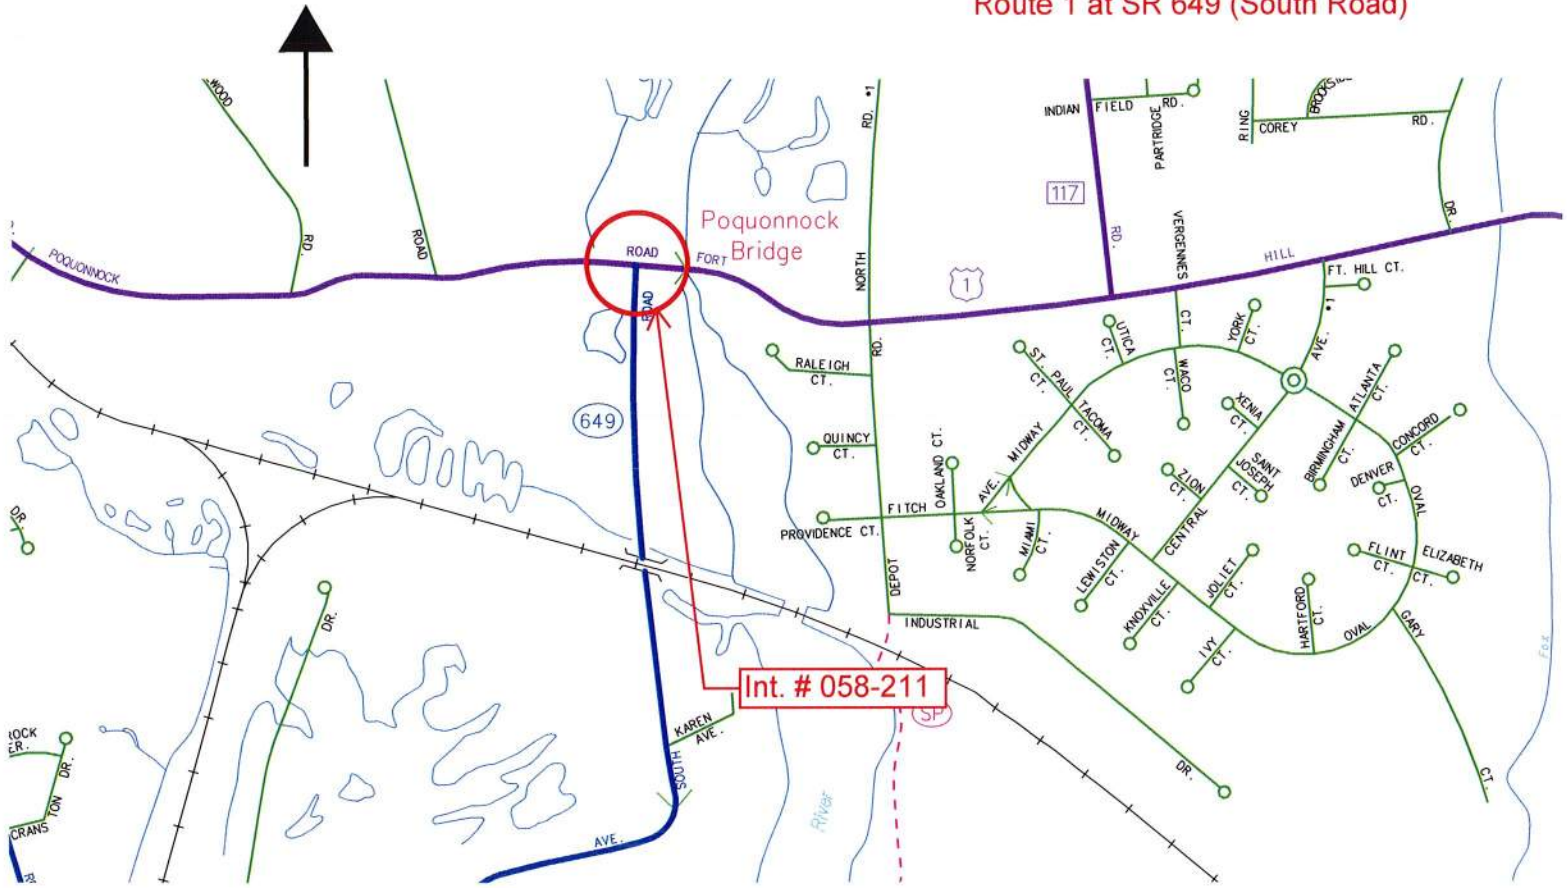 Route 1 at SR 649 (South Road)
WOOD
RD.
ROAD
POQUONNOCK
ROAD
ROAD
FORT
Poquonnock
Bridge
RD. *1
NORTH
RD.
INDIAN FIELD RD.
PARTRIDGE
RING
COREY RD.
DR.
117
RD.
VERGENNES
CT.
HILL
1
FT. HILL CT.
AVE. *1
YORK
CT.
UTICA
CT.
WACO
CT.
ST. PAUL
CT.
TACOMA
CT.
RALEIGH
CT.
649
QUINCY
CT.
OAKLAND CT.
MIDWAY
AVE.
FITCH
PROVIDENCE CT.
NORFOLK
CT.
MIAMI
CT.
MIDWAY
XENIA
CT.
ATLANTA
CT.
BIRMINGHAM
CT.
CONCORD
CT.
DENVER
CT.
OVAL
SAINT
JOSEPH
CT.
ZION
CT.
CENTRAL
LEWISTON
CT.
KNOXVILLE
CT.
JOLIET
CT.
IVY
CT.
HARTFORD
CT.
OVAL
FLINT
CT.
ELIZABETH
CT.
GARY
CT.
DEPOT
INDUSTRIAL
DR.
DR
DR.
Int. # 058-211
SP
KAREN
AVE.
SOUTH
AVE.
River
Fox
DR.
CRANS
TON